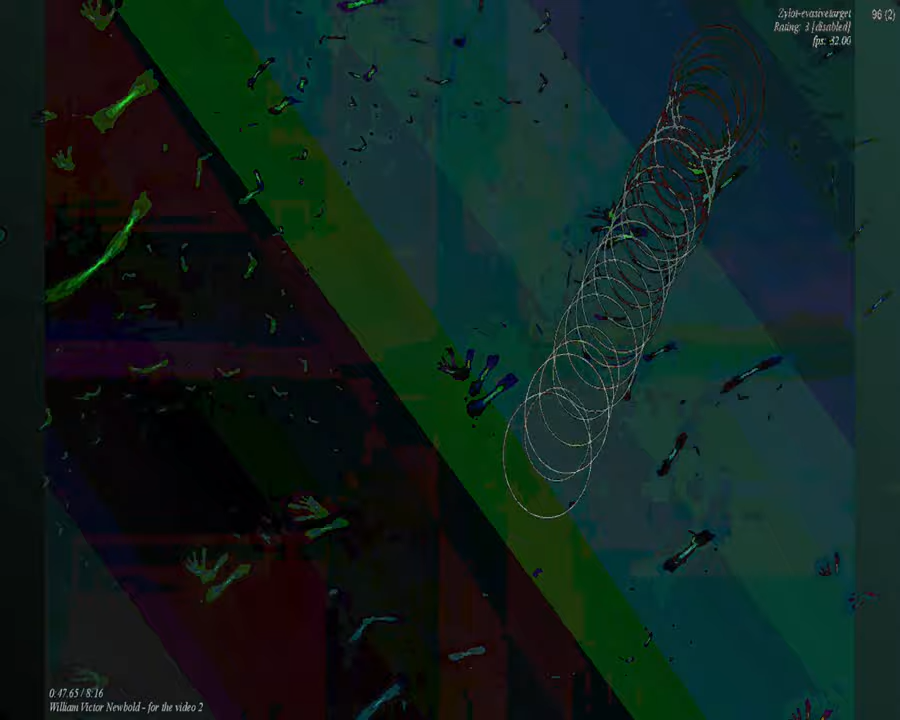 Zylot-evasivetarget
96 (2)
Rating: 3 [disabled]
fps: 32.00
0:47.65 / 8:16
William Victor Newbold - for the video 2